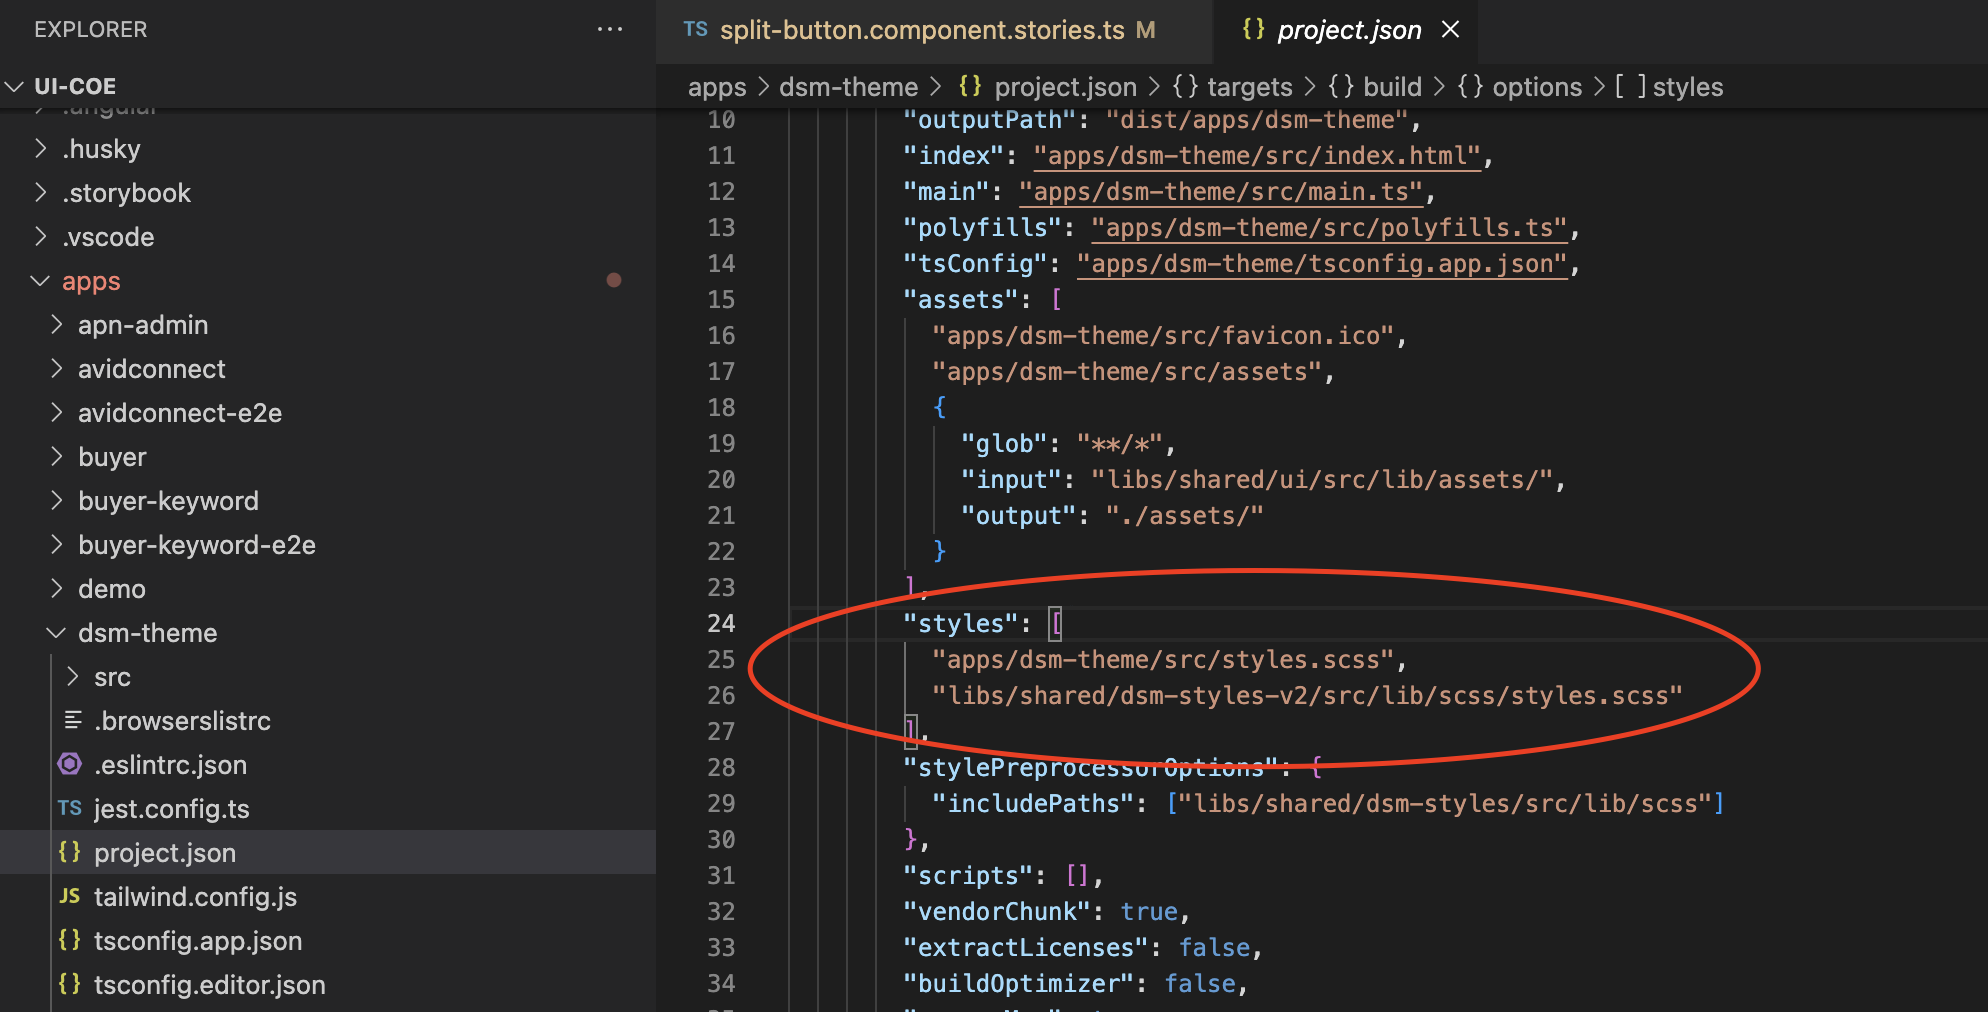 EXPLORER
···
UI-COE
.angular
.husky
.storybook
.vscode
apps
apn-admin
avidconnect
avidconnect-e2e
buyer
buyer-keyword
buyer-keyword-e2e
demo
dsm-theme
src
.browserslistrc
.eslintrc.json
TS jest.config.ts
{} project.json
JS tailwind.config.js
{} tsconfig.app.json
{} tsconfig.editor.json
TS split-button.component.stories.ts M
{} project.json ×
apps > dsm-theme > {} project.json > {} targets > {} build > {} options > [ ] styles
10 "outputPath": "dist/apps/dsm-theme",
11 "index": "apps/dsm-theme/src/index.html",
12 "main": "apps/dsm-theme/src/main.ts",
13 "polyfills": "apps/dsm-theme/src/polyfills.ts",
14 "tsConfig": "apps/dsm-theme/tsconfig.app.json",
15 "assets": [
16 "apps/dsm-theme/src/favicon.ico",
17 "apps/dsm-theme/src/assets",
18 {
19 "glob": "**/*",
20 "input": "libs/shared/ui/src/lib/assets/",
21 "output": "./assets/"
22 }
23 ],
24 "styles": [
25 "apps/dsm-theme/src/styles.scss",
26 "libs/shared/dsm-styles-v2/src/lib/scss/styles.scss"
27 ],
28 "stylePreprocessorOptions": {
29 "includePaths": ["libs/shared/dsm-styles/src/lib/scss"]
30 },
31 "scripts": [],
32 "vendorChunk": true,
33 "extractLicenses": false,
34 "buildOptimizer": false,